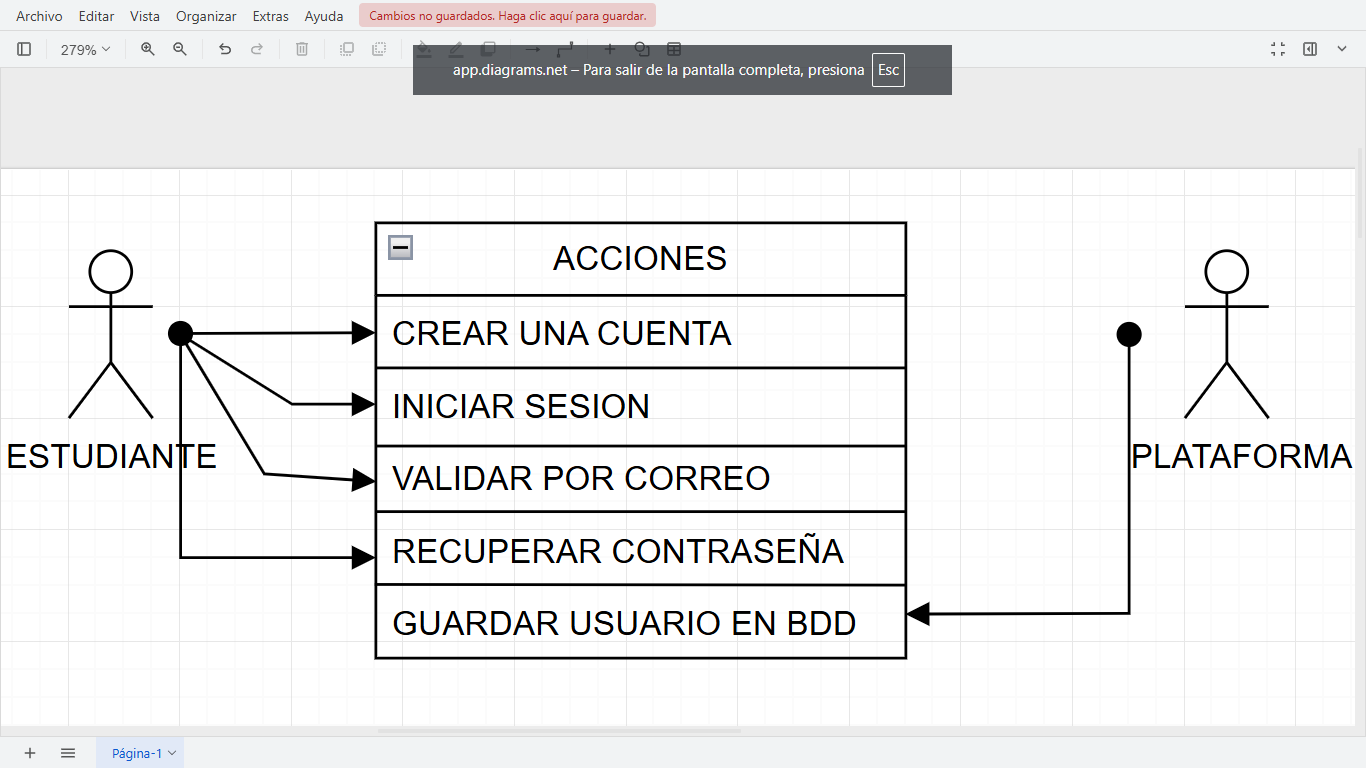 Archivo Editar Vista Organizar Extras Ayuda Cambios no guardados. Haga clic aquí para guardar.
279%
app.diagrams.net – Para salir de la pantalla completa, presiona Esc
ACCIONES
CREAR UNA CUENTA
INICIAR SESION
ESTUDIANTE
PLATAFORMA
VALIDAR POR CORREO
RECUPERAR CONTRASEÑA
GUARDAR USUARIO EN BDD
Página-1